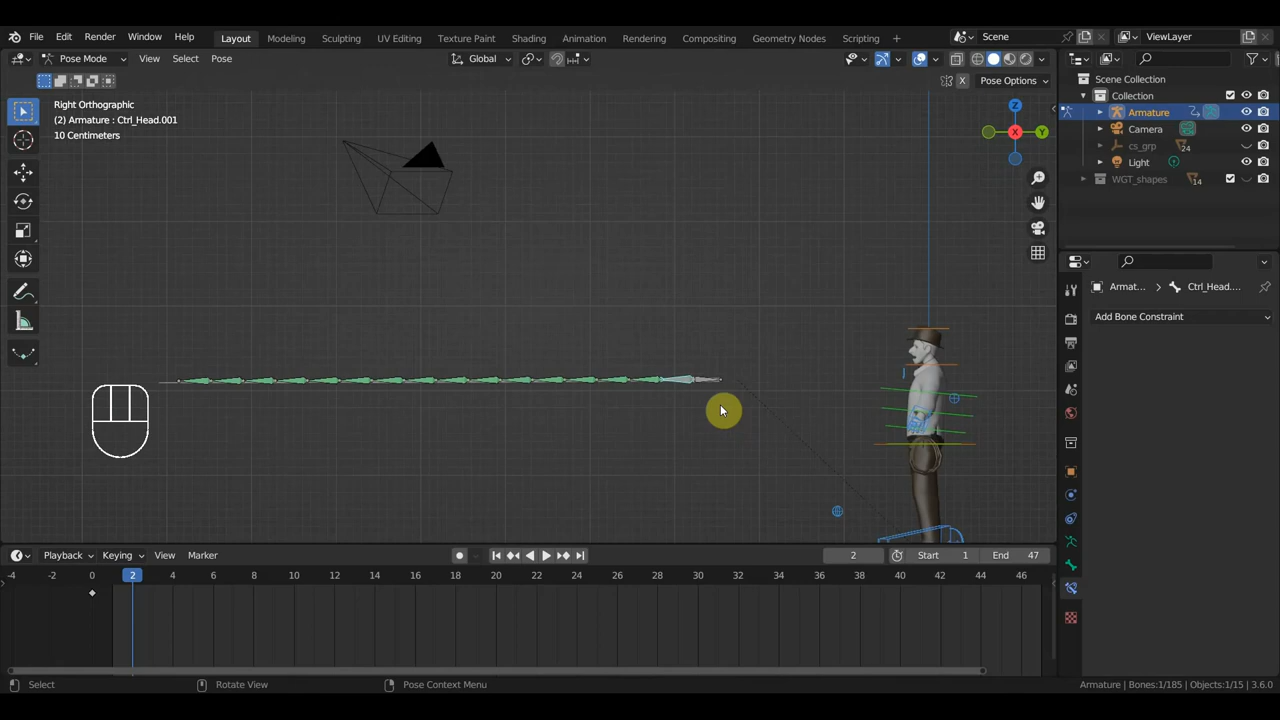 File Edit Render Window Help Layout Modeling Sculpting UV Editing Texture Paint Shading Animation Rendering Compositing Geometry Nodes Scripting + Scene ViewLayer
Pose Mode View Select Pose Global
X Pose Options
Right Orthographic
(2) Armature : Ctrl_Head.001
10 Centimeters
Z
X
Y
Scene Collection
Collection
Armature
Camera
cs_grp 24
Light
WGT_shapes 14
Armat... > Ctrl_Head....
Add Bone Constraint
Playback Keying View Marker 2 Start 1 End 47
-4 -2 0 2 4 6 8 10 12 14 16 18 20 22 24 26 28 30 32 34 36 38 40 42 44 46
Select Rotate View Pose Context Menu Armature | Bones:1/185 | Objects:1/15 | 3.6.0